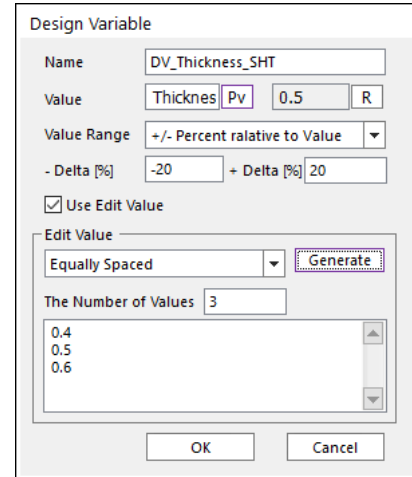 Design Variable
Name DV_Thickness_SHT
Value Thicknes Pv 0.5 R
Value Range +/- Percent ralative to Value
- Delta [%] -20 + Delta [%] 20
Use Edit Value
Edit Value
Equally Spaced Generate
The Number of Values 3
0.4
0.5
0.6
OK Cancel